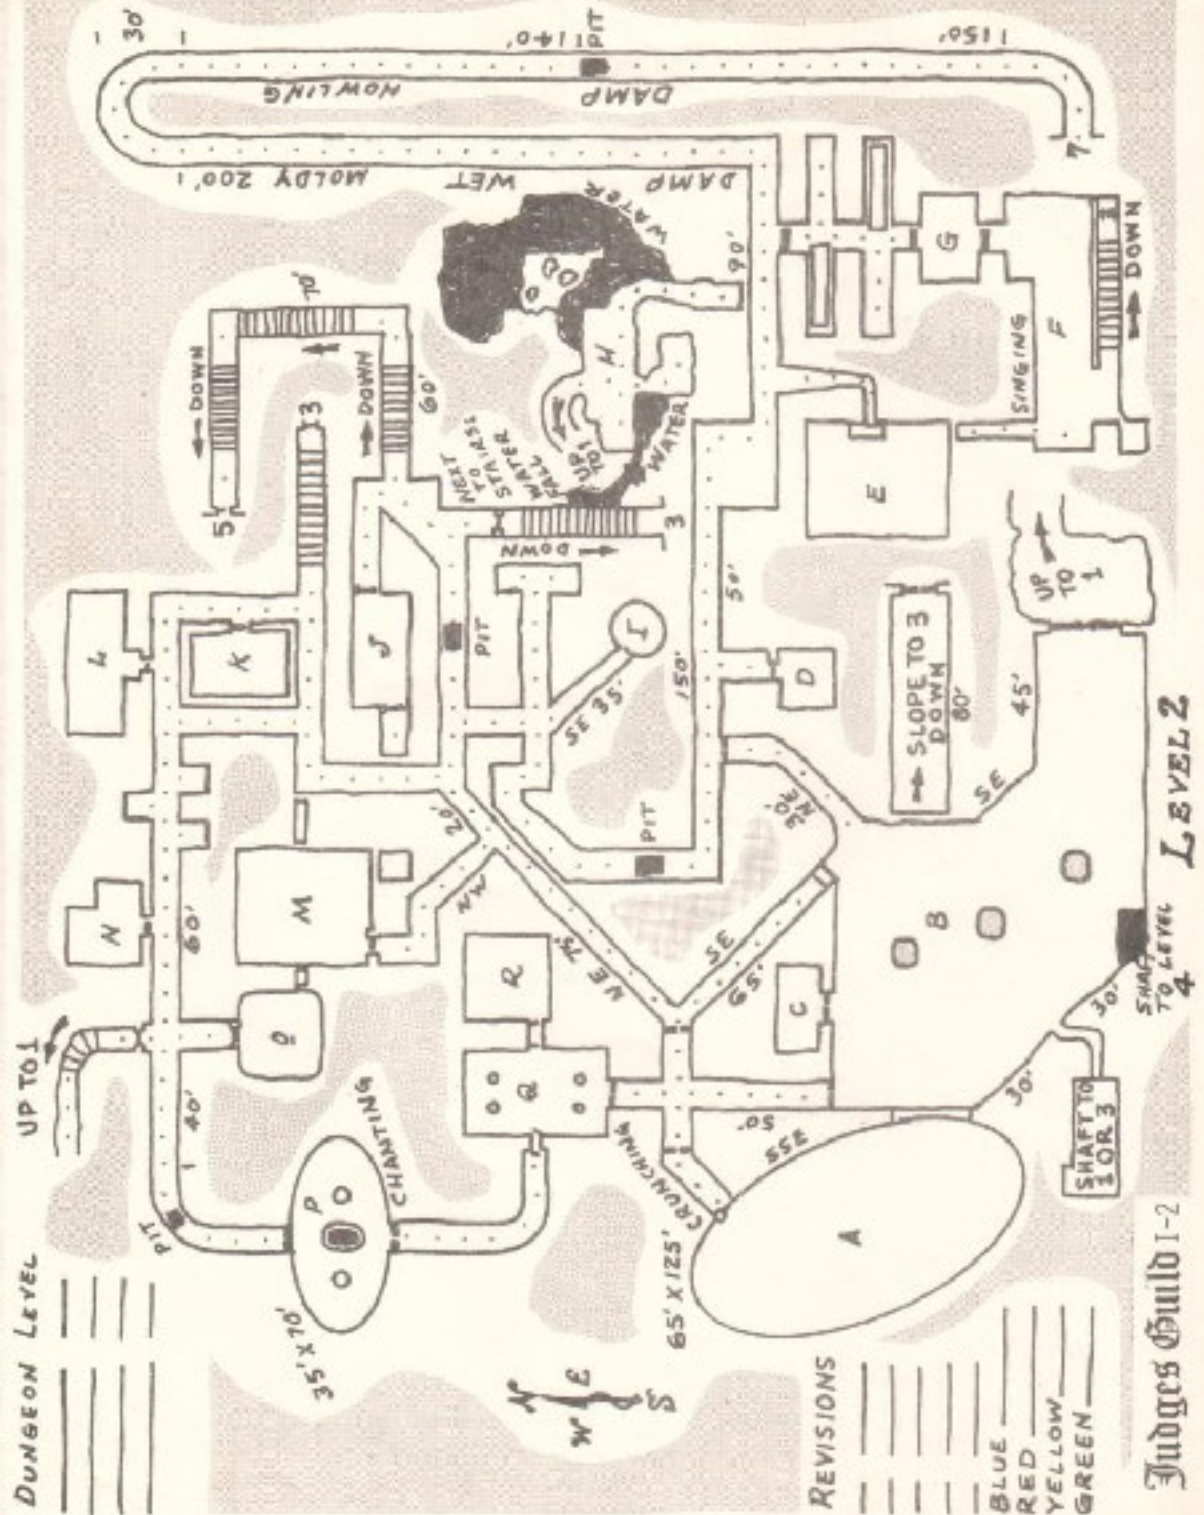 DUNGEON LEVEL
UP TO 1
N
L
PIT
40'
60'
O
M
K
5
DOWN
30'
35' X 70'
P
CHANTING
3
70'
J
DOWN
60'
20'
NW
PIT
R
Q
NE 75'
NEXT
TO
STAIRS:
WATER
FALL
DOWN
3
UP
TO 1
WATER
H
WATER
1140'
PIT
HOWLING
DAMP
1150'
7
MOLDY 200'
WET
DAMP
SE 35'
I
150'
PIT
50'
90'
N
W E
S
CRUNCHING
65' X 125'
50'
SSE
A
SE
65'
30'
NE
C
D
E
G
SINGING
F
DOWN
SLOPE TO 3
DOWN
80'
B
SE
45'
UP
TO
1
30'
30'
SHAFT TO
1 OR 3
SHAFT
TO LEVEL
4
LEVEL 2
REVISIONS
BLUE
RED
YELLOW
GREEN
Judges Guild I-2